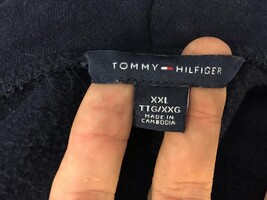 TOMMY HILFIGER
XXL
TTG/XXG
MADE IN
CAMBODIA